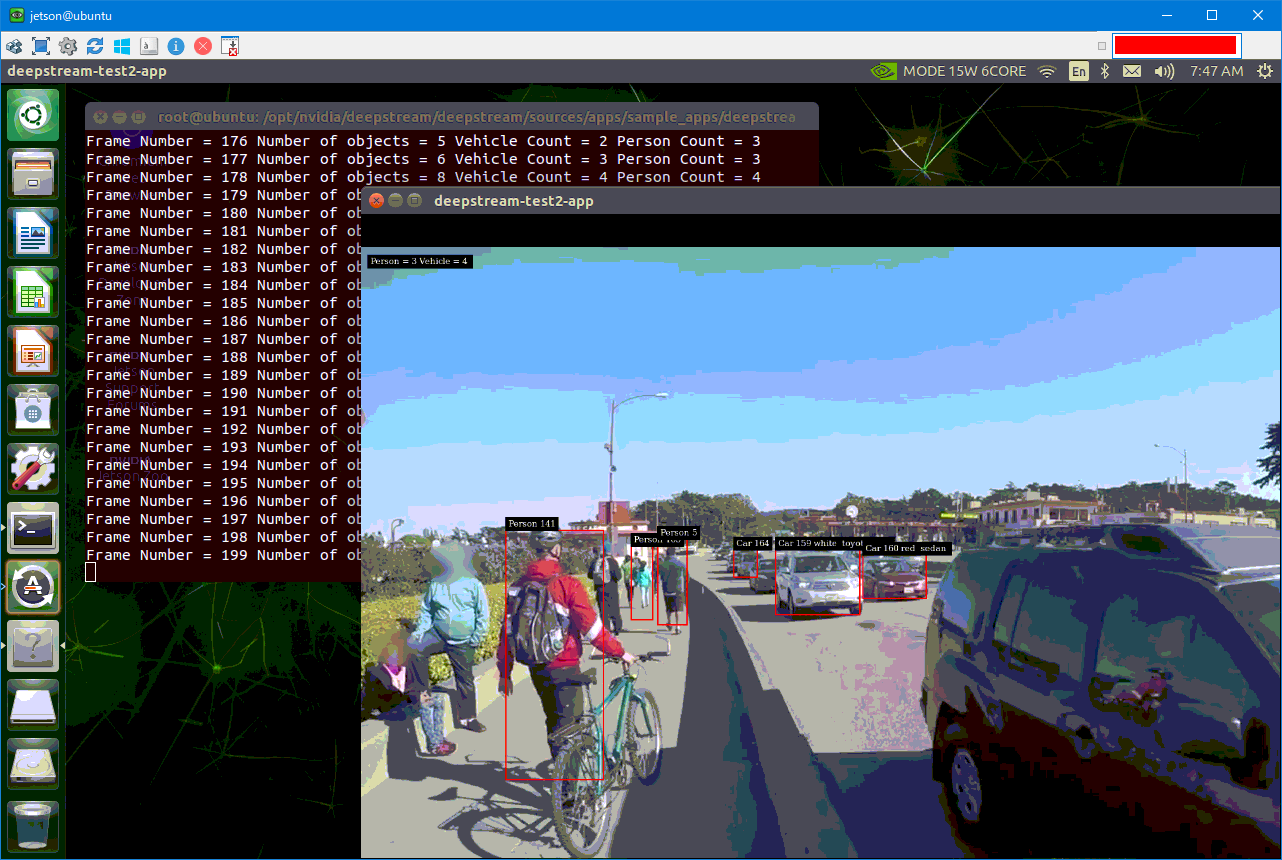 jetson@ubuntu
deepstream-test2-app
MODE 15W 6CORE
En
7:47 AM
root@ubuntu: /opt/nvidia/deepstream/deepstream/sources/apps/sample_apps/deepstrea
Frame Number = 176 Number of objects = 5 Vehicle Count = 2 Person Count = 3
Frame Number = 177 Number of objects = 6 Vehicle Count = 3 Person Count = 3
Frame Number = 178 Number of objects = 8 Vehicle Count = 4 Person Count = 4
Frame Number = 179 Number of ob
Frame Number = 180 Number of ob
Frame Number = 181 Number of ob
Frame Number = 182 Number of ob
Frame Number = 183 Number of ob
Frame Number = 184 Number of ob
Frame Number = 185 Number of ob
Frame Number = 186 Number of ob
Frame Number = 187 Number of ob
Frame Number = 188 Number of ob
Frame Number = 189 Number of ob
Frame Number = 190 Number of ob
Frame Number = 191 Number of ob
Frame Number = 192 Number of ob
Frame Number = 193 Number of ob
Frame Number = 194 Number of ob
Frame Number = 195 Number of ob
Frame Number = 196 Number of ob
Frame Number = 197 Number of ob
Frame Number = 198 Number of ob
Frame Number = 199 Number of ob
deepstream-test2-app
Person = 3 Vehicle = 4
Person 141
Person 5
Person
Car 164
Car 159 white toyot
Car 160 red sedan